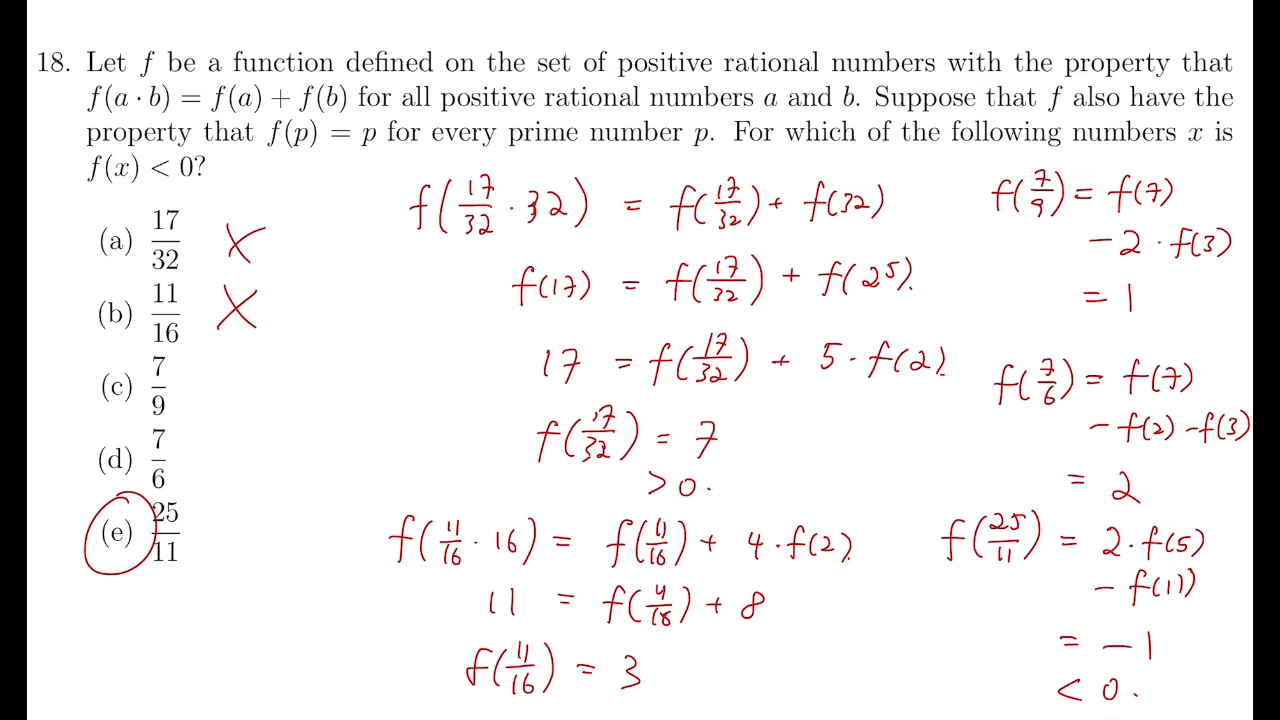 18. Let f be a function defined on the set of positive rational numbers with the property that
f(a · b) = f(a) + f(b) for all positive rational numbers a and b. Suppose that f also have the
property that f(p) = p for every prime number p. For which of the following numbers x is
f(x) < 0?
(a) 17/32 X
(b) 11/16 X
(c) 7/9
(d) 7/6
(e) 25/11
f(17/32 · 32) = f(17/32) + f(32)
f(17) = f(17/32) + f(2⁵).
17 = f(17/32) + 5 · f(2).
f(17/32) = 7
> 0.
f(11/16 · 16) = f(11/16) + 4 · f(2).
11 = f(11/16) + 8
f(11/16) = 3
f(7/9) = f(7)
- 2 · f(3)
= 1
f(7/6) = f(7)
- f(2) - f(3)
= 2
f(25/11) = 2 · f(5)
- f(11)
= -1
< 0.